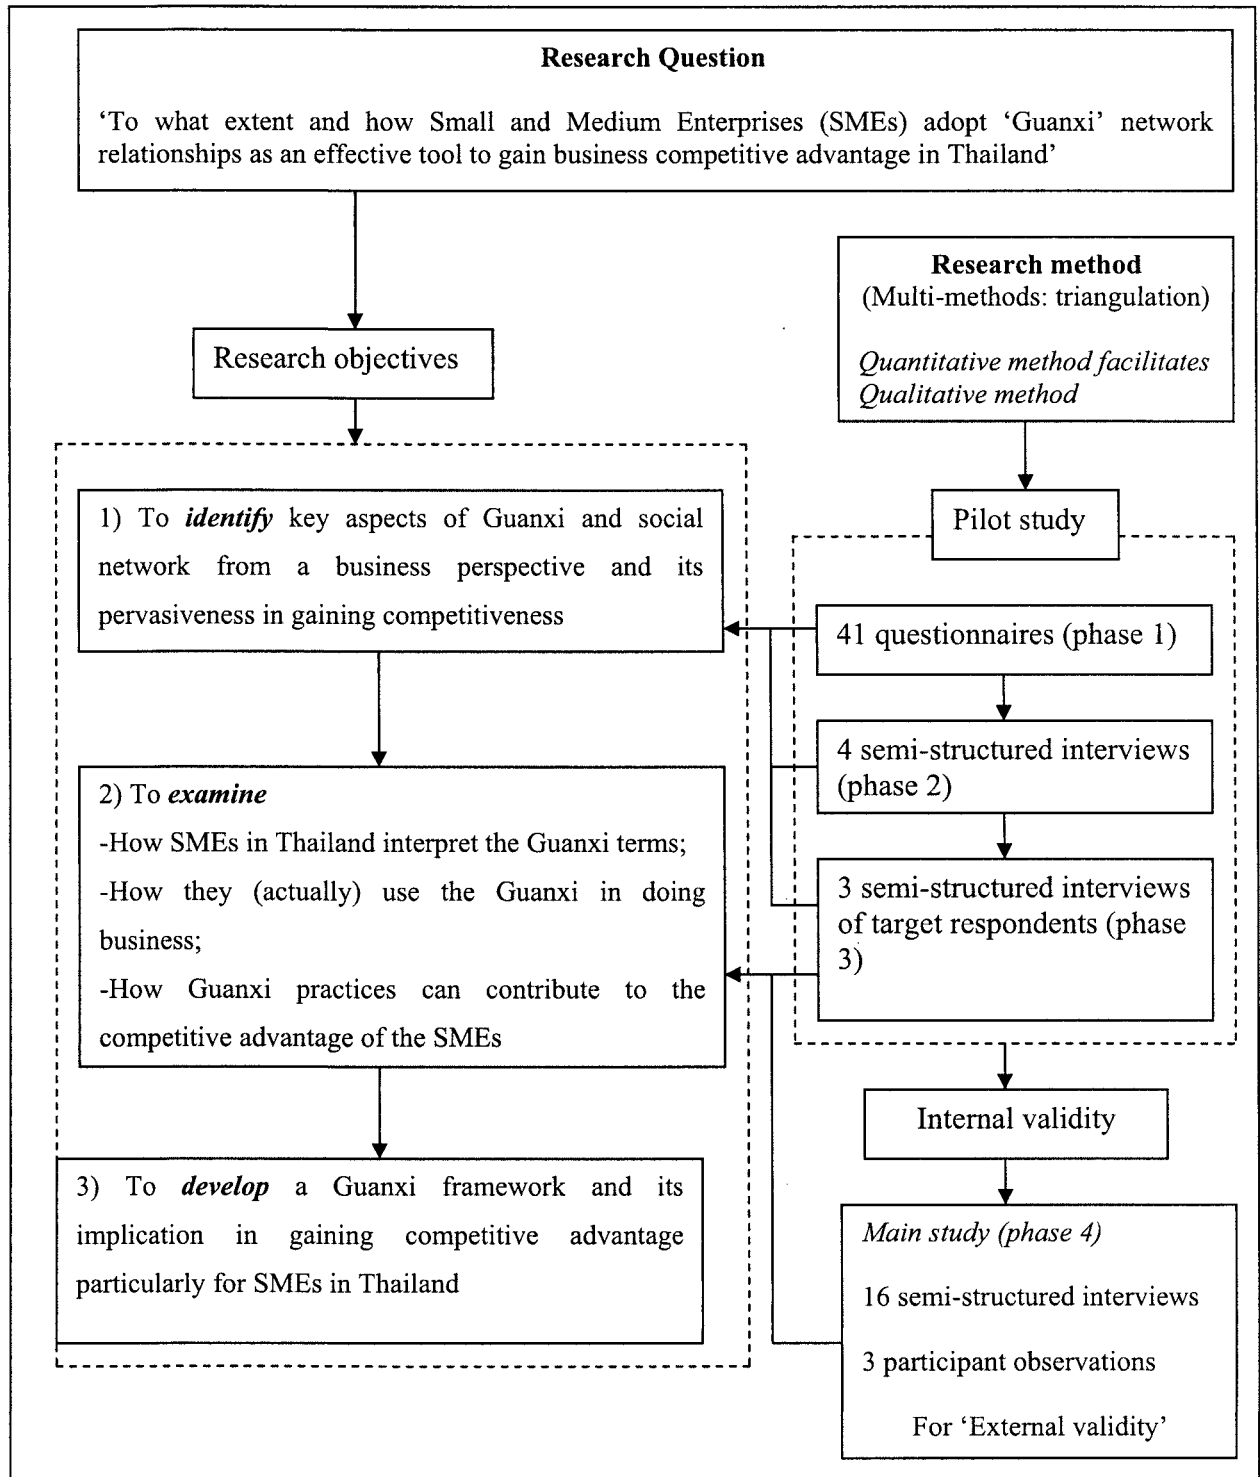 Research Question
‘To what extent and how Small and Medium Enterprises (SMEs) adopt ‘Guanxi’ network
relationships as an effective tool to gain business competitive advantage in Thailand’
Research method
(Multi-methods: triangulation)
Quantitative method facilitates
Qualitative method
Research objectives
Pilot study
1) To identify key aspects of Guanxi and social
network from a business perspective and its
pervasiveness in gaining competitiveness
41 questionnaires (phase 1)
4 semi-structured interviews
(phase 2)
2) To examine
-How SMEs in Thailand interpret the Guanxi terms;
-How they (actually) use the Guanxi in doing
business;
-How Guanxi practices can contribute to the
competitive advantage of the SMEs
3 semi-structured interviews
of target respondents (phase
3)
Internal validity
3) To develop a Guanxi framework and its
implication in gaining competitive advantage
particularly for SMEs in Thailand
Main study (phase 4)
16 semi-structured interviews
3 participant observations
For ‘External validity’